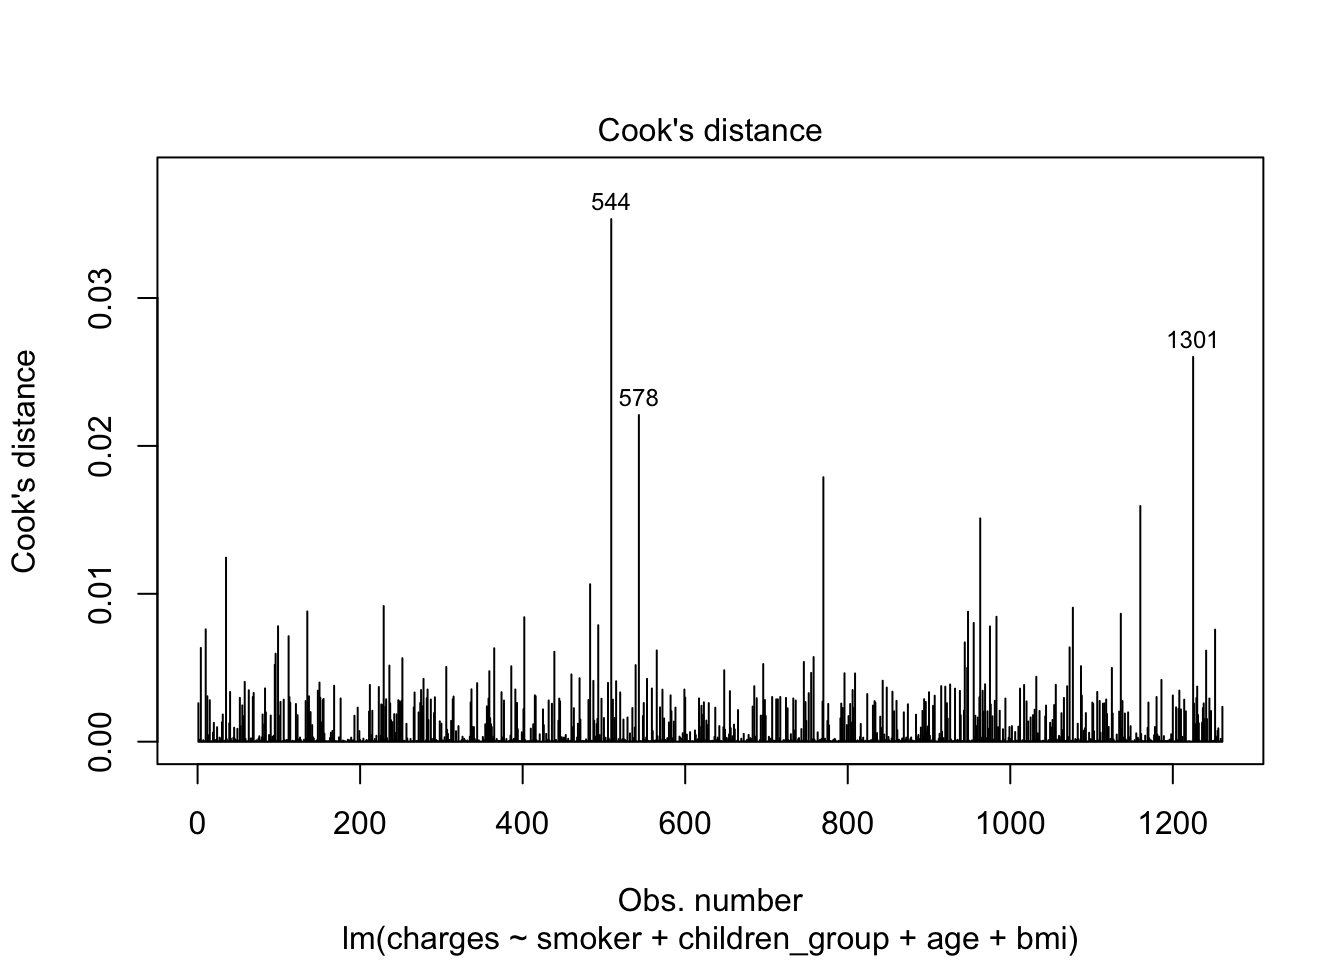 Cook's distance
544
1301
578
Cook's distance
0.03
0.02
0.01
0.00
0 200 400 600 800 1000 1200
Obs. number
lm(charges ~ smoker + children_group + age + bmi)